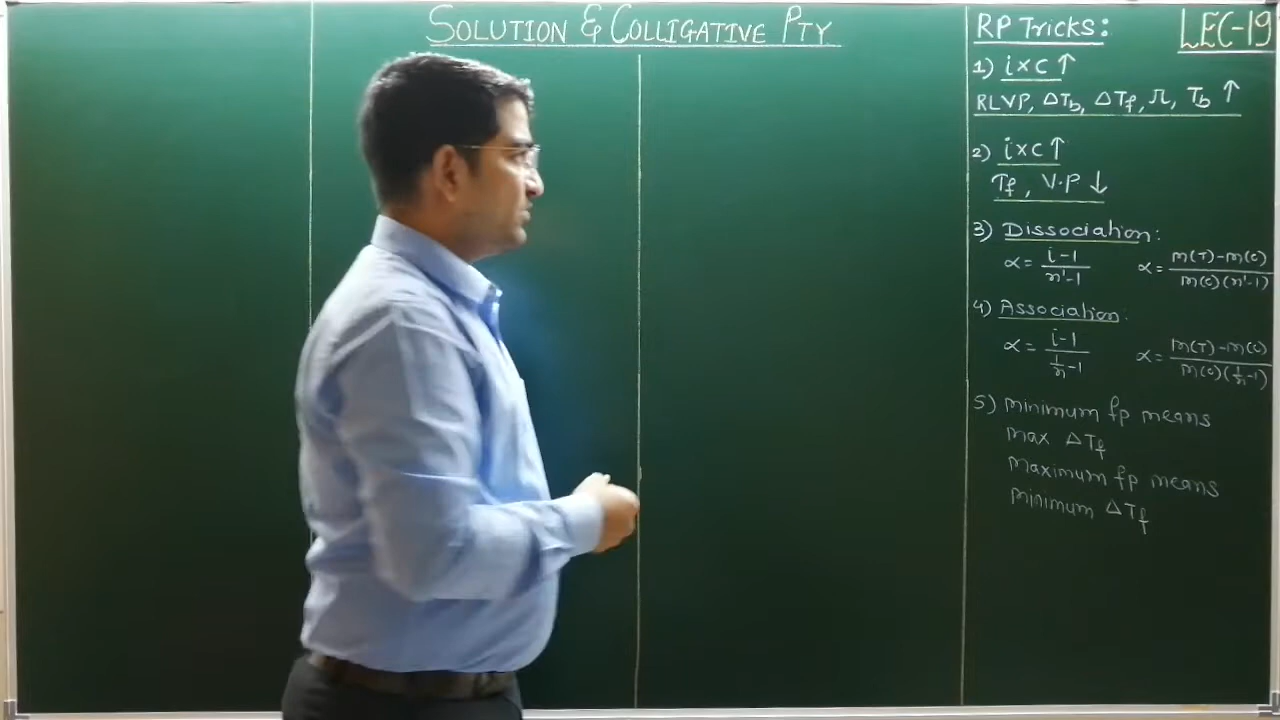 SOLUTION & COLLIGATIVE PTY
LEC-19
RP Tricks:
1) i×C ↑
RLVP, ΔTb, ΔTf, π, Tb ↑
2) i×C ↑
Tf, V.P ↓
3) Dissociation:
α = i-1 / n'-1   α = m(T)-m(O) / m(O)(n'-1)
4) Association:
α = i-1 / 1/n -1   α = m(T)-m(O) / m(O)(1/n -1)
5) minimum fp means
max ΔTf
maximum fp means
minimum ΔTf